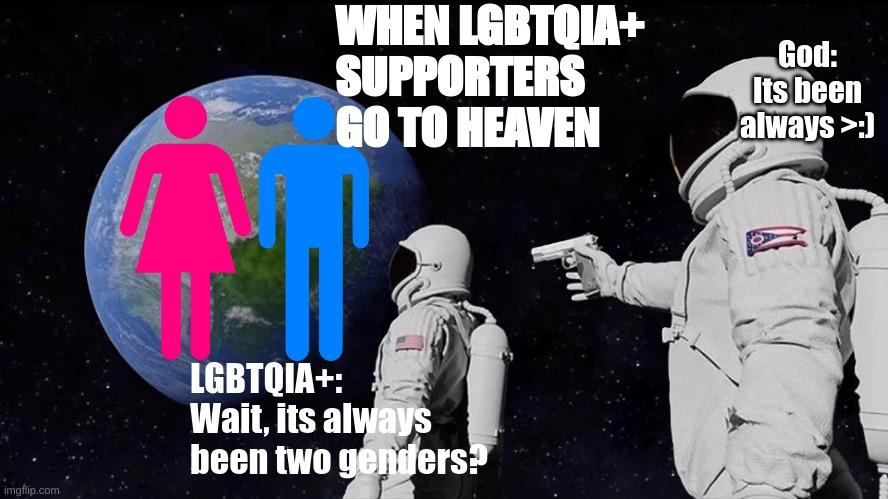 WHEN LGBTQIA+
SUPPORTERS
GO TO HEAVEN
God:
Its been
always >:)
LGBTQIA+:
Wait, its always
been two genders?
imgflip.com